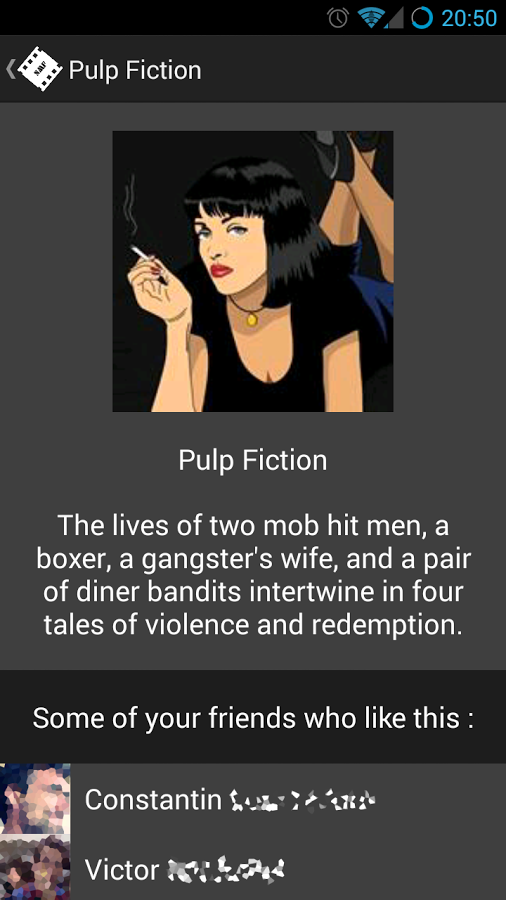 20:50
Pulp Fiction
Pulp Fiction
The lives of two mob hit men, a
boxer, a gangster's wife, and a pair
of diner bandits intertwine in four
tales of violence and redemption.
Some of your friends who like this :
Constantin
Victor